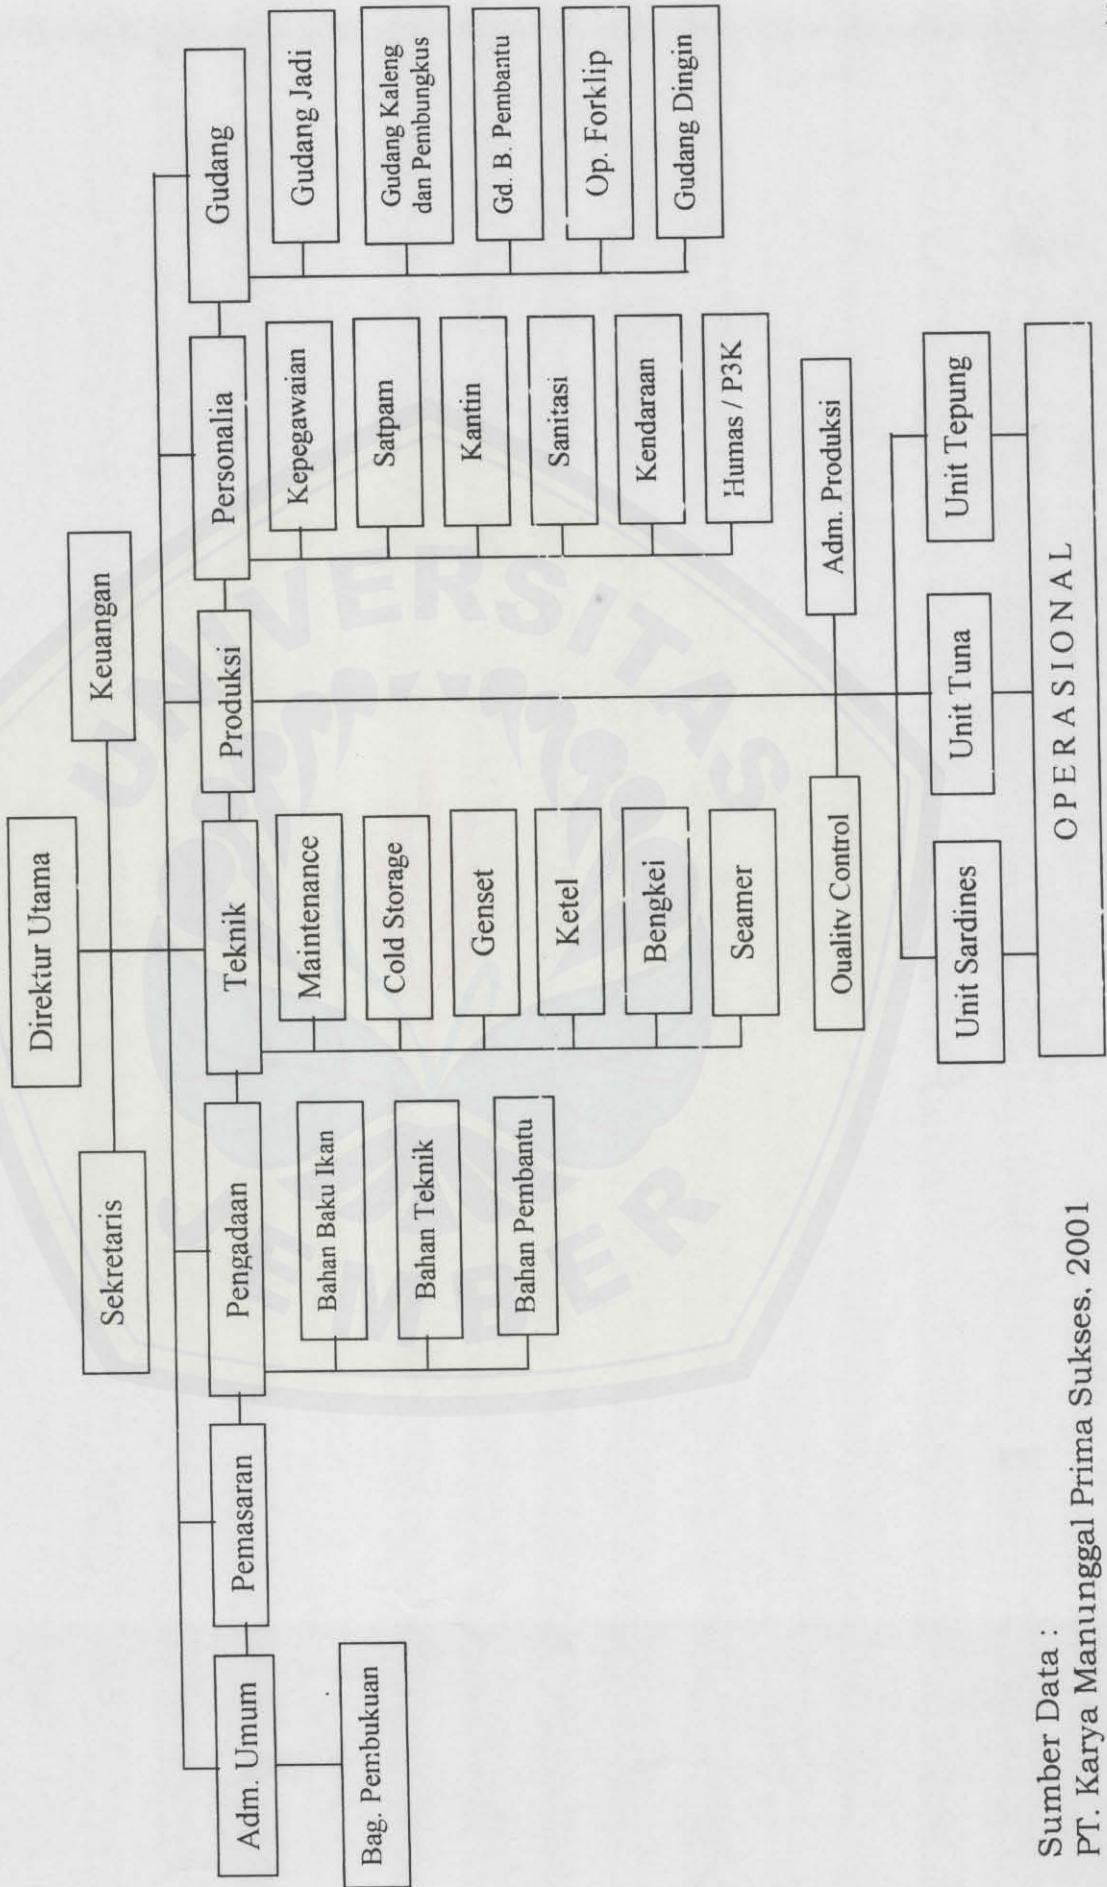 Direktur Utama
Sekretaris
Keuangan
Adm. Umum
Pemasaran
Pengadaan
Teknik
Produksi
Personalia
Gudang
Bag. Pembukuan
Bahan Baku Ikan
Bahan Teknik
Bahan Pembantu
Maintenance
Cold Storage
Genset
Ketel
Bengkei
Seamer
Kepegawaian
Satpam
Kantin
Sanitasi
Kendaraan
Humas / P3K
Gudang Jadi
Gudang Kaleng
dan Pembungkus
Gd. B. Pembantu
Op. Forklip
Gudang Dingin
Quality Control
Adm. Produksi
Unit Sardines
Unit Tuna
Unit Tepung
OPERASIONAL
Sumber Data :
PT. Karya Manunggal Prima Sukses, 2001
UNIVERSITAS
JEMBER